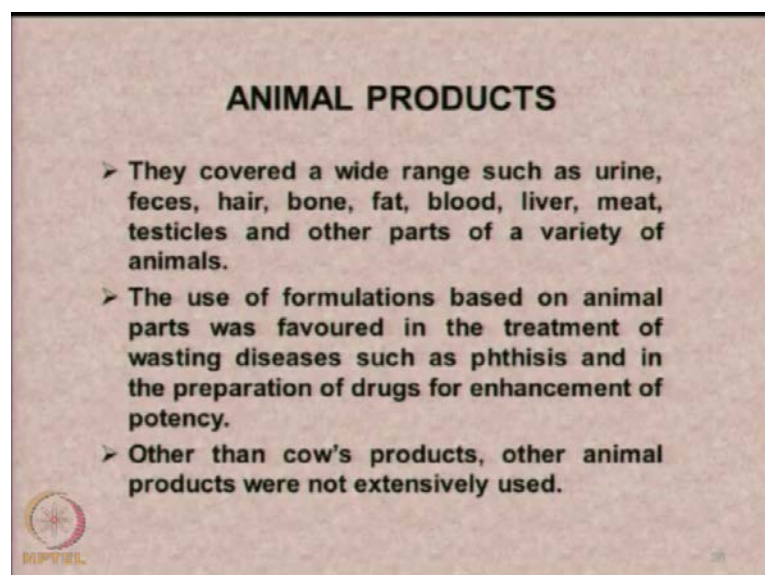 ANIMAL PRODUCTS
➢ They covered a wide range such as urine,
feces, hair, bone, fat, blood, liver, meat,
testicles and other parts of a variety of
animals.
➢ The use of formulations based on animal
parts was favoured in the treatment of
wasting diseases such as phthisis and in
the preparation of drugs for enhancement of
potency.
➢ Other than cow's products, other animal
products were not extensively used.
NPTEL